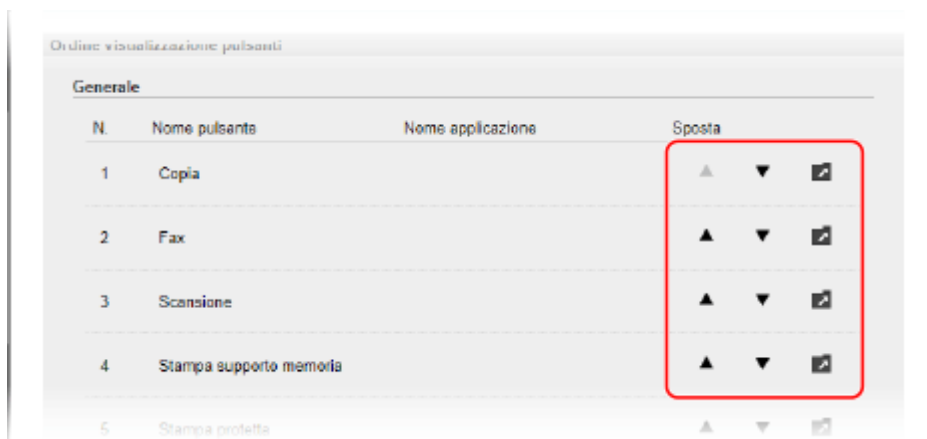 Ordine visualizzazione pulsanti
Generale
N. Nome pulsante Nome applicazione Sposta
1 Copia
2 Fax
3 Scansione
4 Stampa supporto memoria
5 Stampa protetta